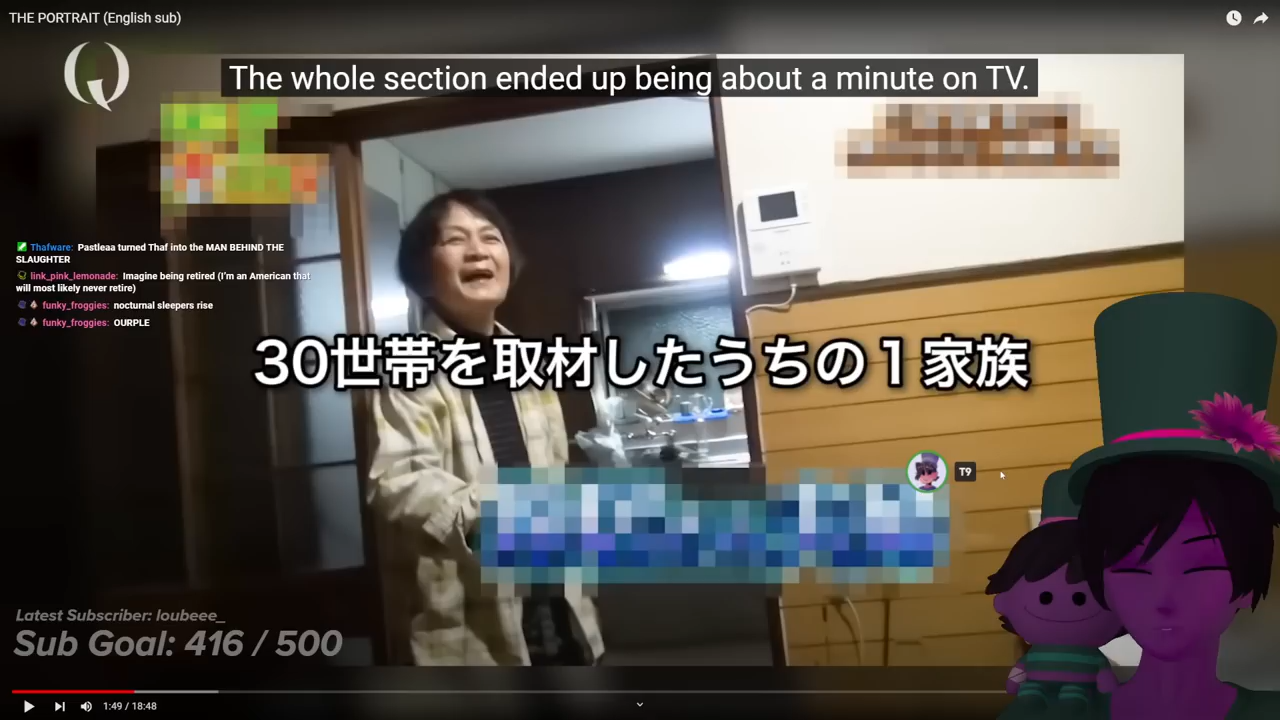 THE PORTRAIT (English sub)
Q
The whole section ended up being about a minute on TV.
Thafware: Pastleaa turned Thaf into the MAN BEHIND THE
SLAUGHTER
link_pink_lemonade: Imagine being retired (I'm an American that
will most likely never retire)
funky_froggies: nocturnal sleepers rise
funky_froggies: OURPLE
30世帯を取材したうちの1家族
T9
Latest Subscriber: loubeee_
Sub Goal: 416 / 500
1:49 / 18:48